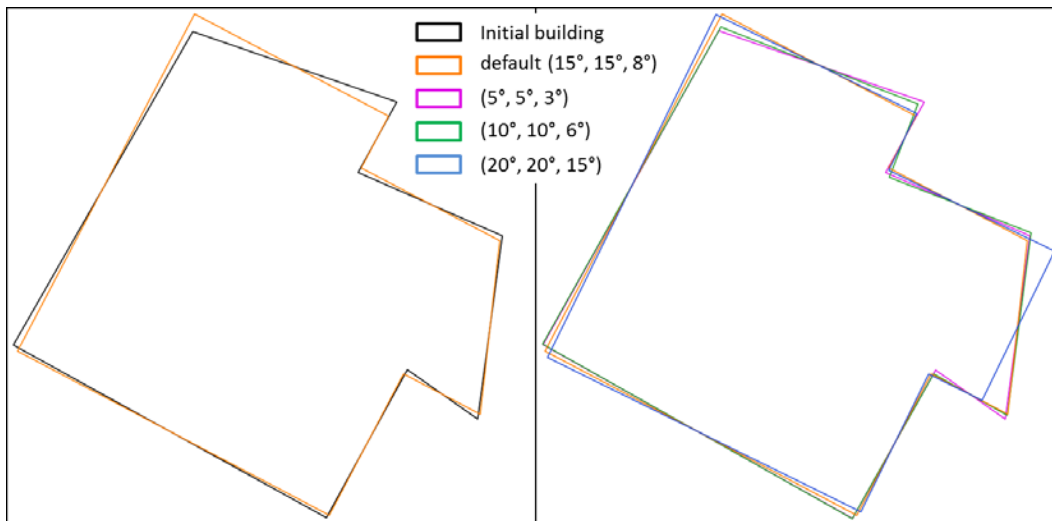 Initial building
default (15°, 15°, 8°)
(5°, 5°, 3°)
(10°, 10°, 6°)
(20°, 20°, 15°)